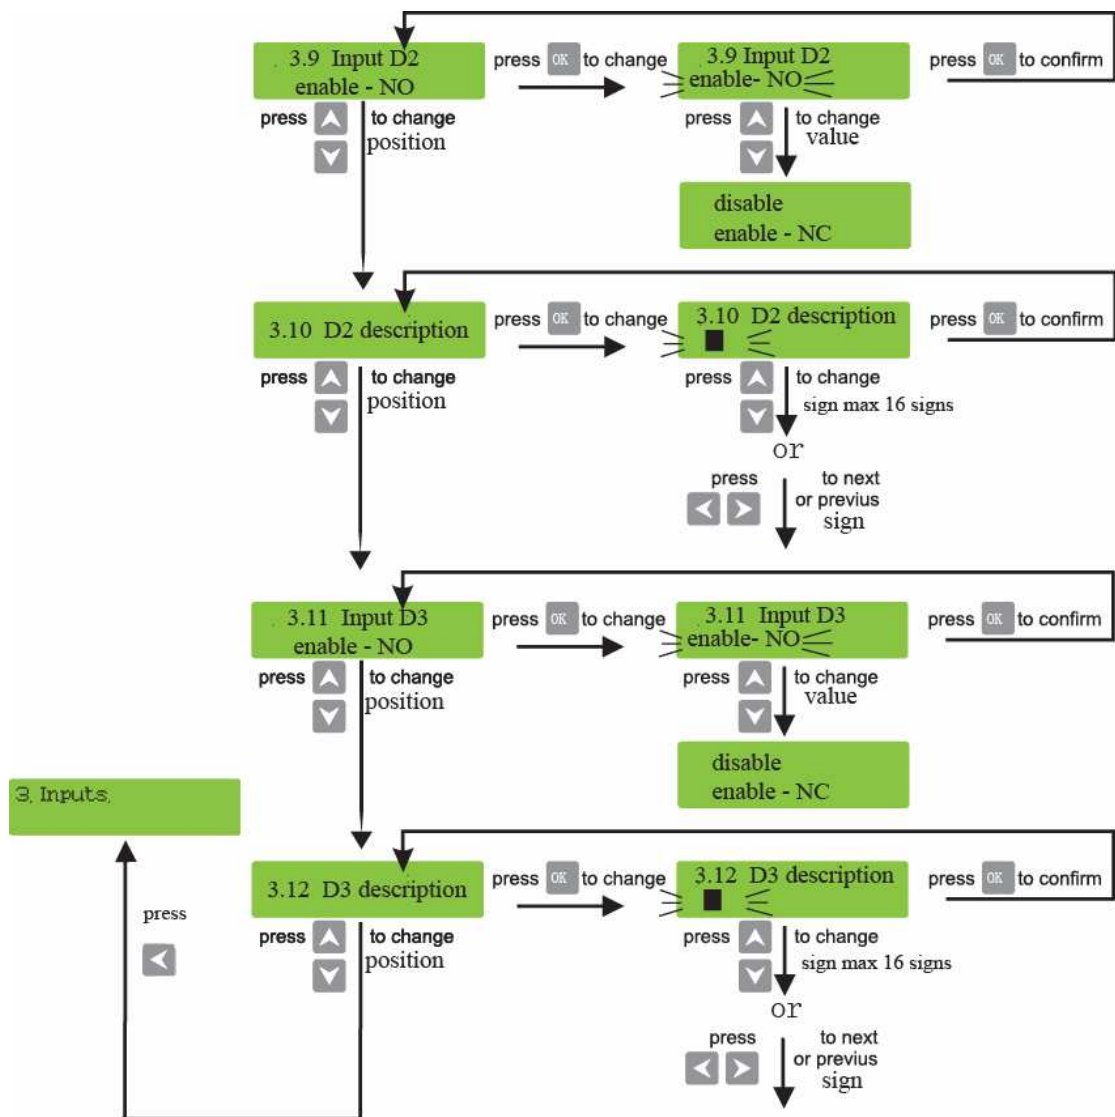 3.9 Input D2
enable - NO
press OK to change
3.9 Input D2
enable- NO
press OK to confirm
press to change
position
press to change
value
disable
enable - NC
3.10 D2 description
press OK to change
3.10 D2 description
press OK to confirm
press to change
position
press to change
sign max 16 signs
or
press to next
or previus
sign
3.11 Input D3
enable - NO
press OK to change
3.11 Input D3
enable- NO
press OK to confirm
press to change
position
press to change
value
disable
enable - NC
3. Inputs.
3.12 D3 description
press OK to change
3.12 D3 description
press OK to confirm
press
press to change
position
press to change
sign max 16 signs
or
press to next
or previus
sign